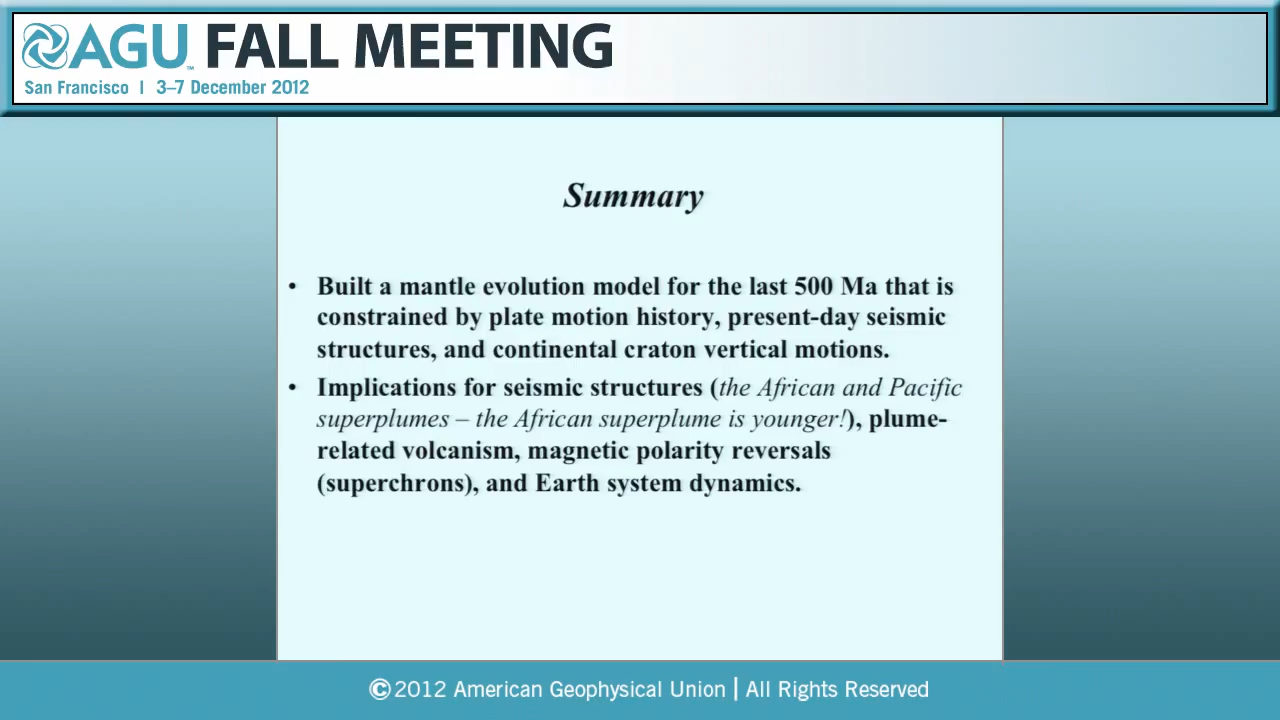 AGU™ FALL MEETING
San Francisco | 3–7 December 2012
Summary
• Built a mantle evolution model for the last 500 Ma that is
constrained by plate motion history, present-day seismic
structures, and continental craton vertical motions.
• Implications for seismic structures (the African and Pacific
superplumes – the African superplume is younger!), plume-
related volcanism, magnetic polarity reversals
(superchrons), and Earth system dynamics.
©2012 American Geophysical Union | All Rights Reserved